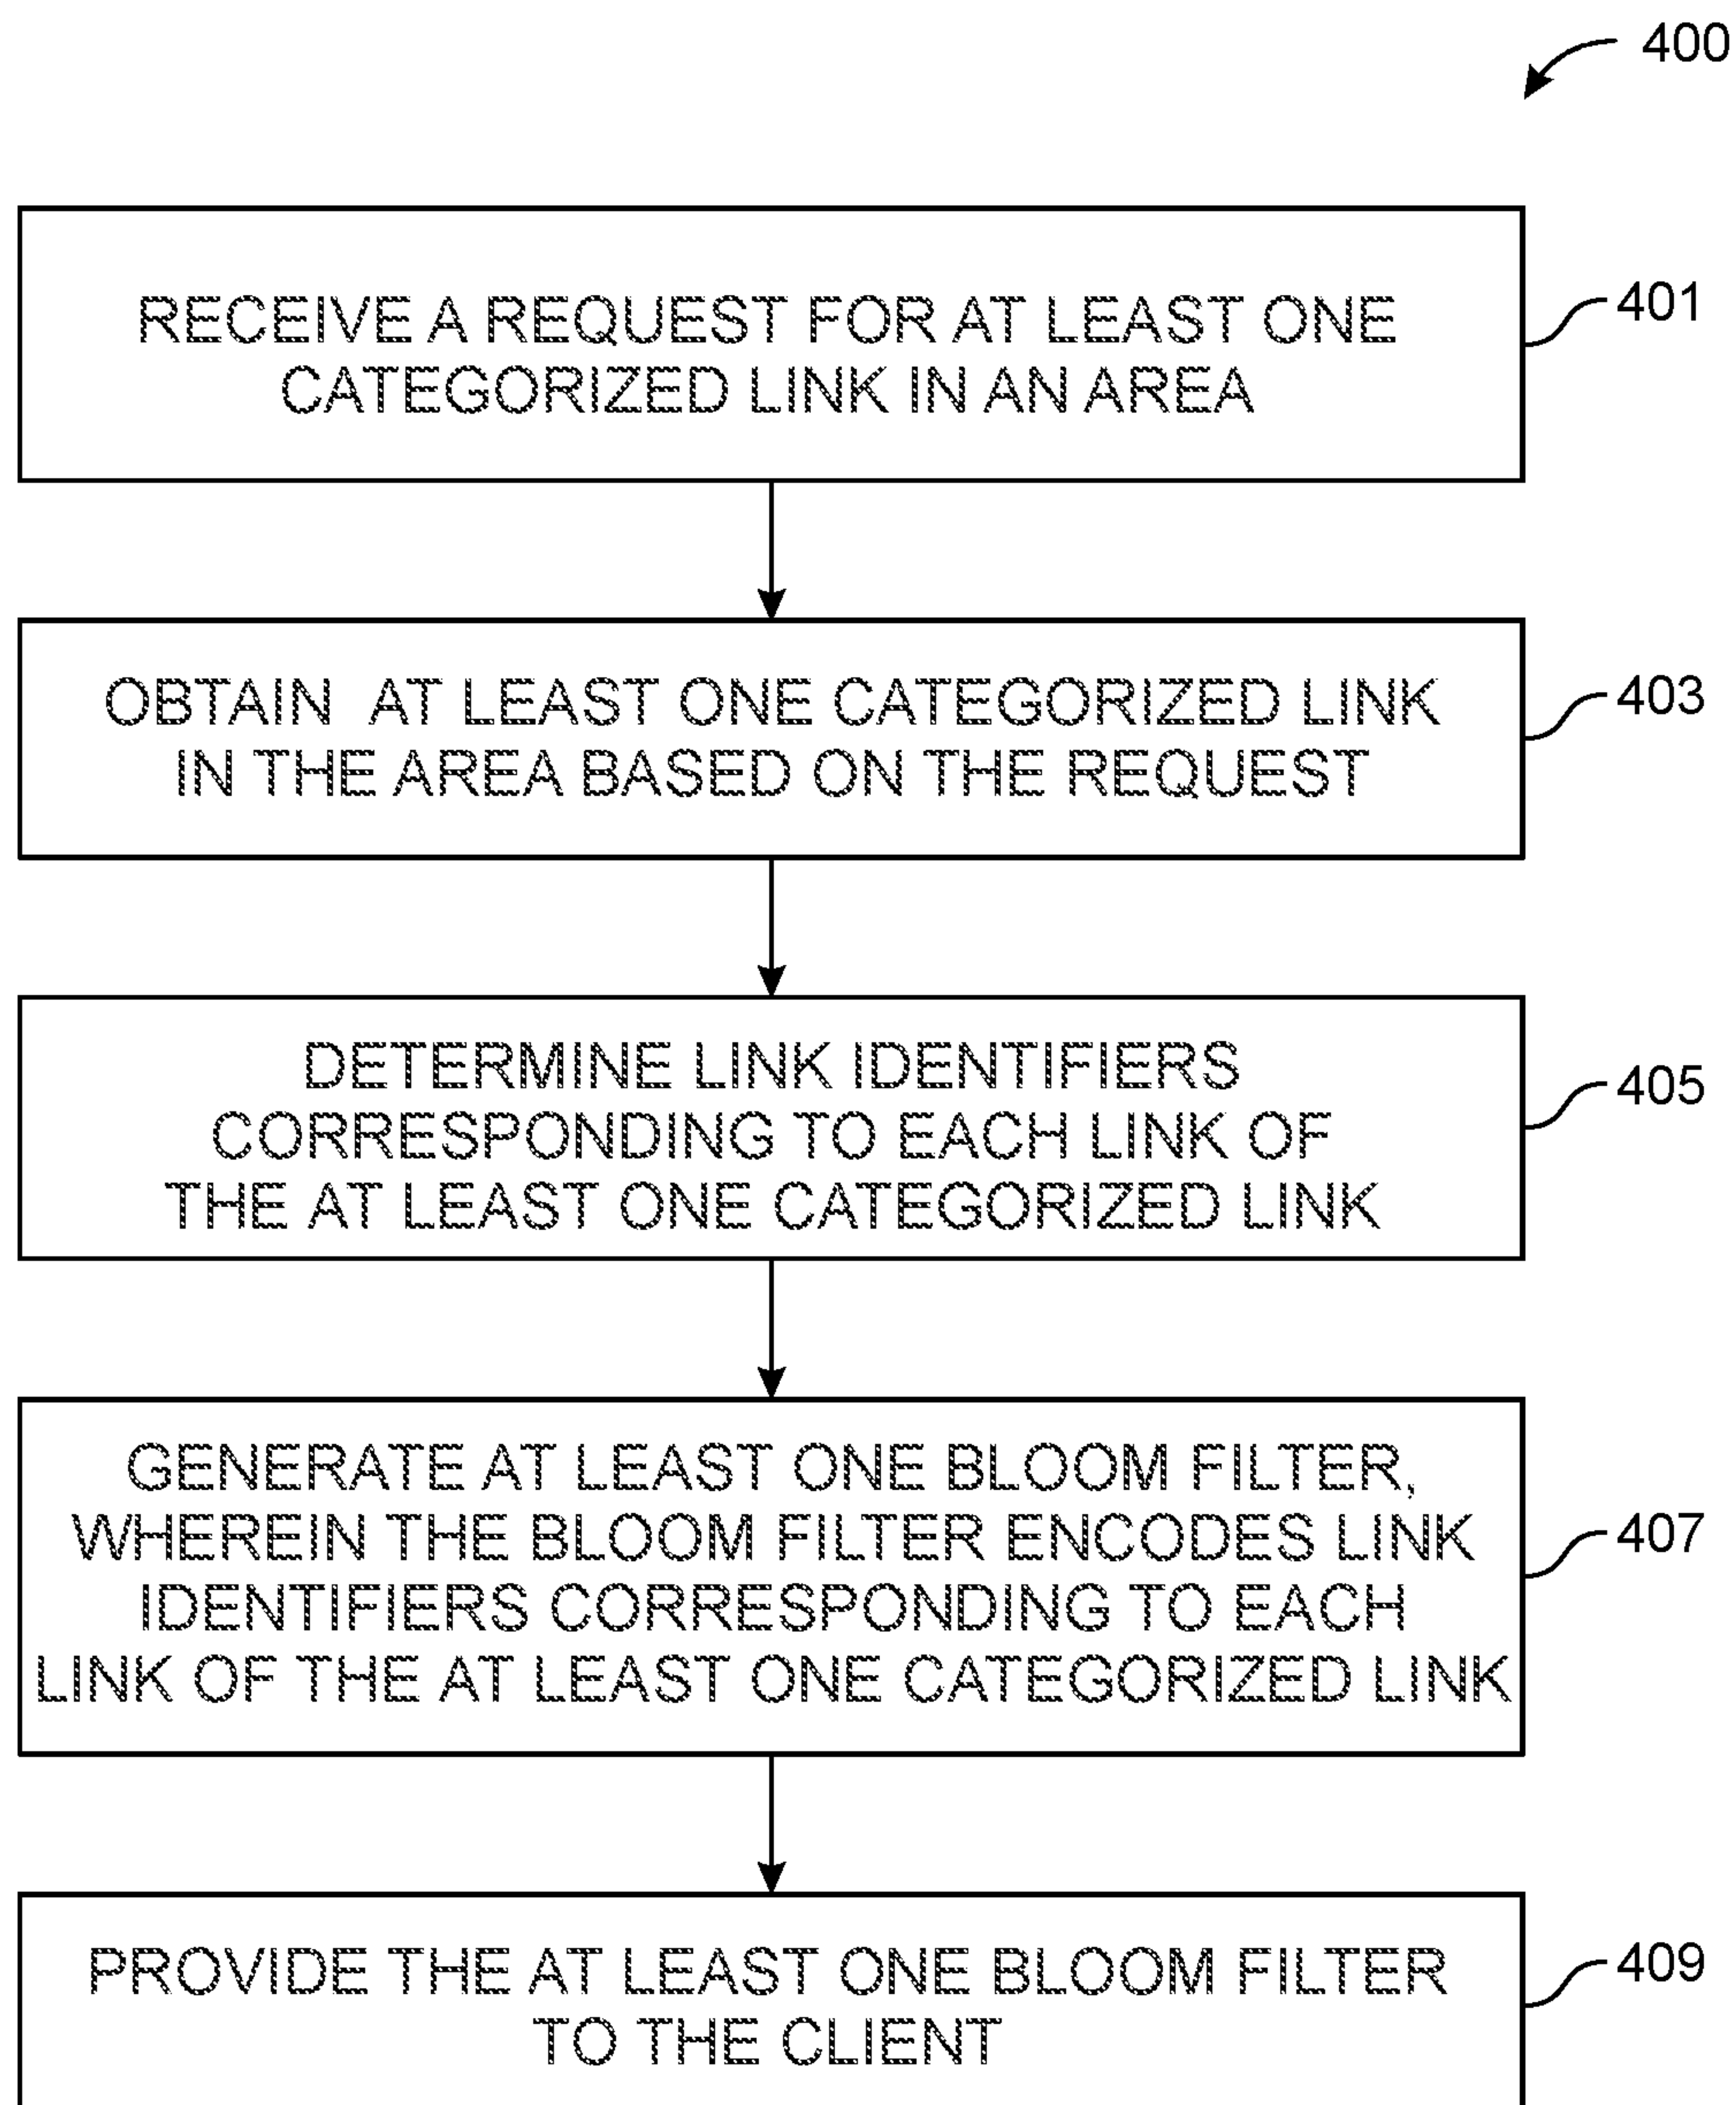 400
RECEIVE A REQUEST FOR AT LEAST ONE
CATEGORIZED LINK IN AN AREA
401
OBTAIN AT LEAST ONE CATEGORIZED LINK
IN THE AREA BASED ON THE REQUEST
403
DETERMINE LINK IDENTIFIERS
CORRESPONDING TO EACH LINK OF
THE AT LEAST ONE CATEGORIZED LINK
405
GENERATE AT LEAST ONE BLOOM FILTER,
WHEREIN THE BLOOM FILTER ENCODES LINK
IDENTIFIERS CORRESPONDING TO EACH
LINK OF THE AT LEAST ONE CATEGORIZED LINK
407
PROVIDE THE AT LEAST ONE BLOOM FILTER
TO THE CLIENT
409